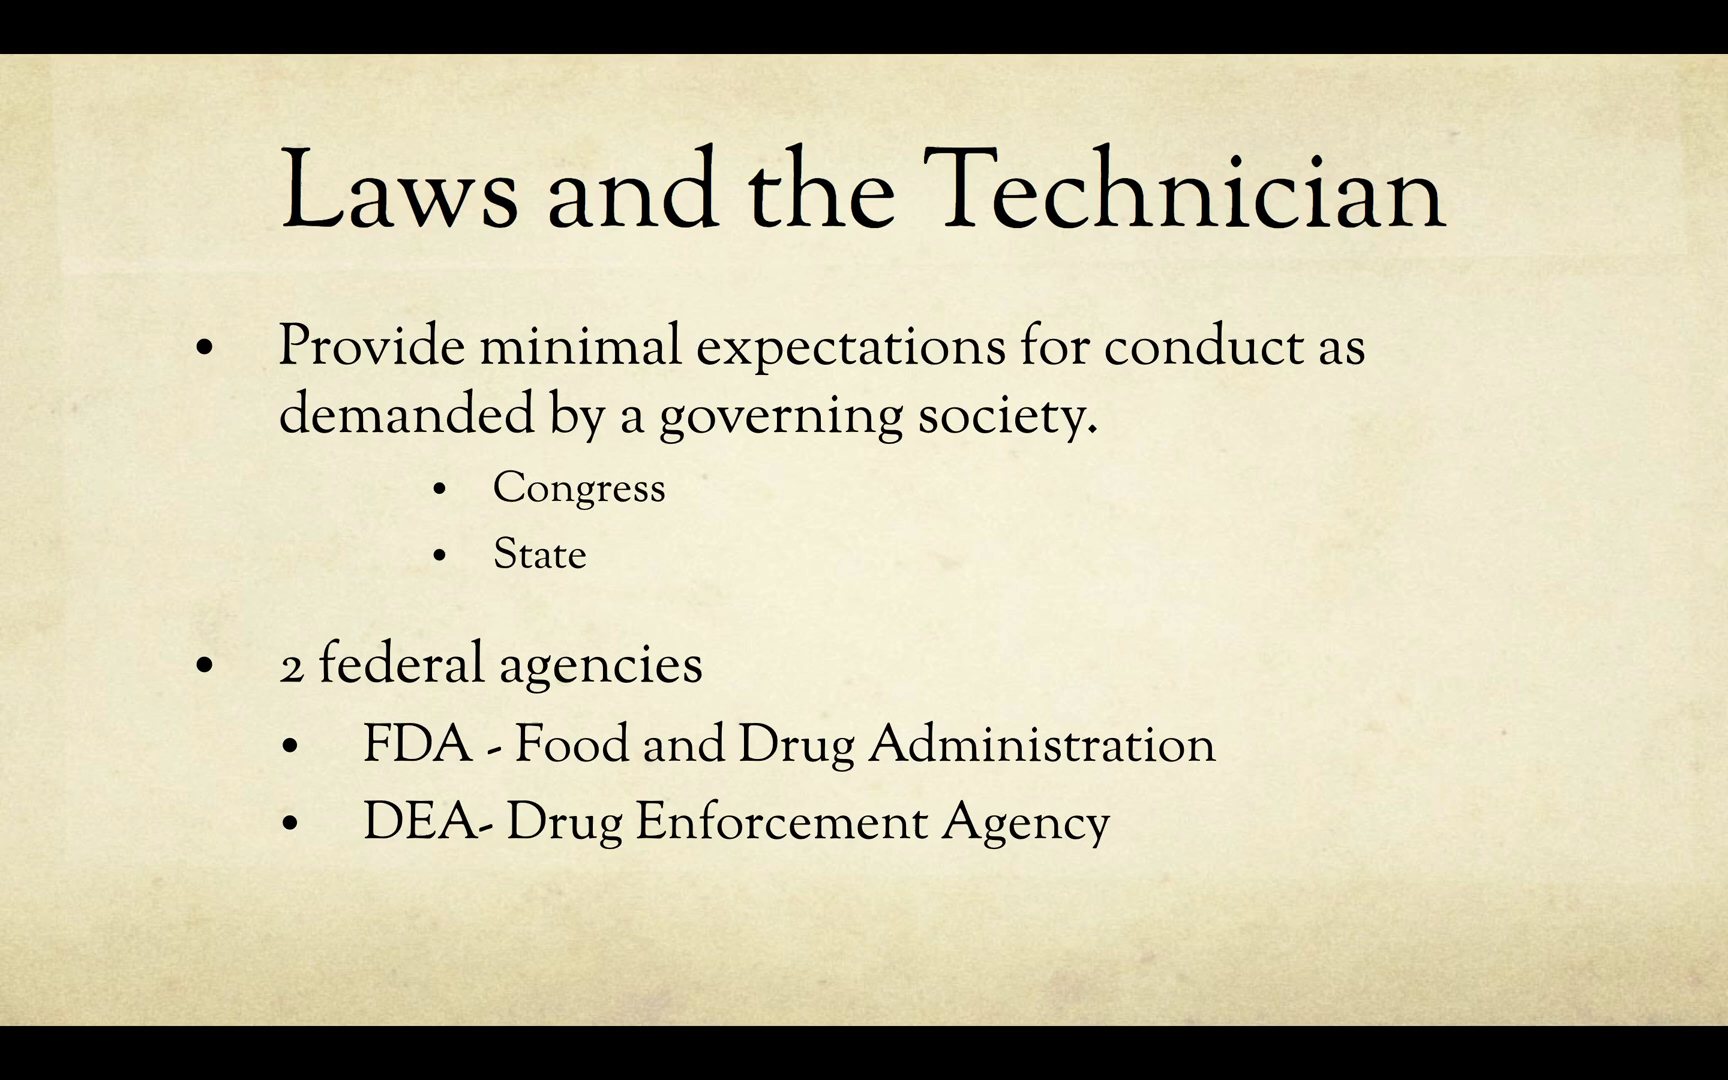 Laws and the Technician
• Provide minimal expectations for conduct as
demanded by a governing society.
• Congress
• State
• 2 federal agencies
• FDA - Food and Drug Administration
• DEA- Drug Enforcement Agency